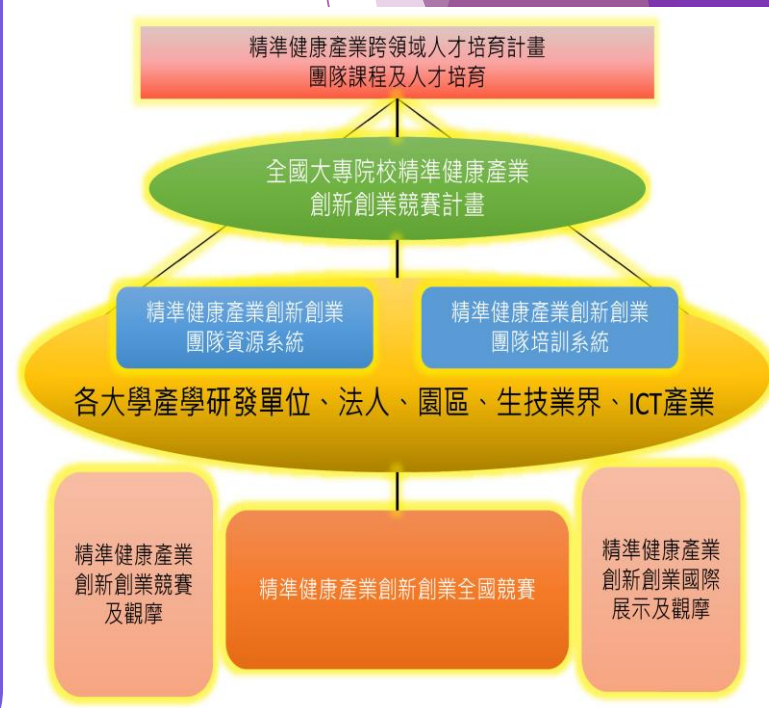 精準健康產業跨領域人才培育計畫
團隊課程及人才培育
全國大專院校精準健康產業
創新創業競賽計畫
精準健康產業創新創業
團隊資源系統
精準健康產業創新創業
團隊培訓系統
各大學產學研發單位、法人、園區、生技業界、ICT產業
精準健康產業
創新創業競賽
及觀摩
精準健康產業創新創業全國競賽
精準健康產業
創新創業國際
展示及觀摩